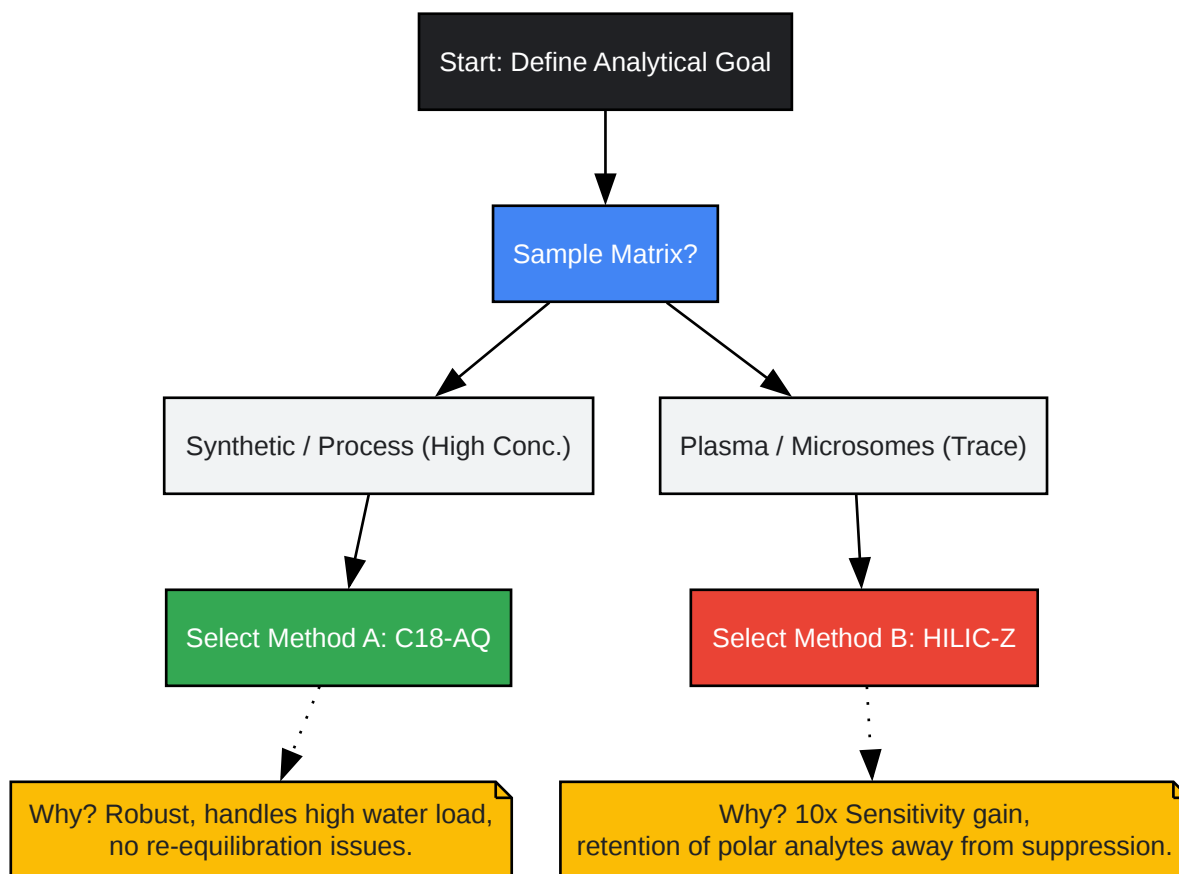 Start: Define Analytical Goal
Sample Matrix?
Synthetic / Process (High Conc.)
Plasma / Microsomes (Trace)
Select Method A: C18-AQ
Select Method B: HILIC-Z
Why? Robust, handles high water load,
no re-equilibration issues.
Why? 10x Sensitivity gain,
retention of polar analytes away from suppression.